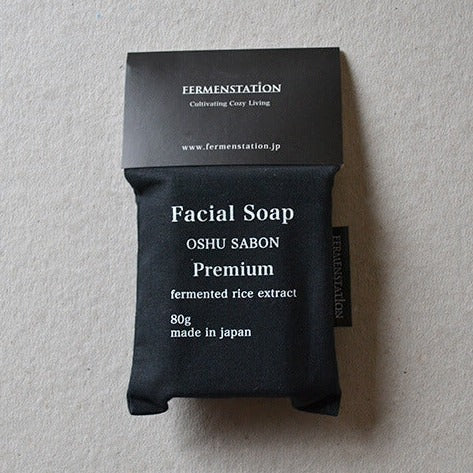 FERMENSTATION
Cultivating Cozy Living
www.fermenstation.jp
Facial Soap
OSHU SABON
Premium
fermented rice extract
80g
made in japan
FERMENSTATION